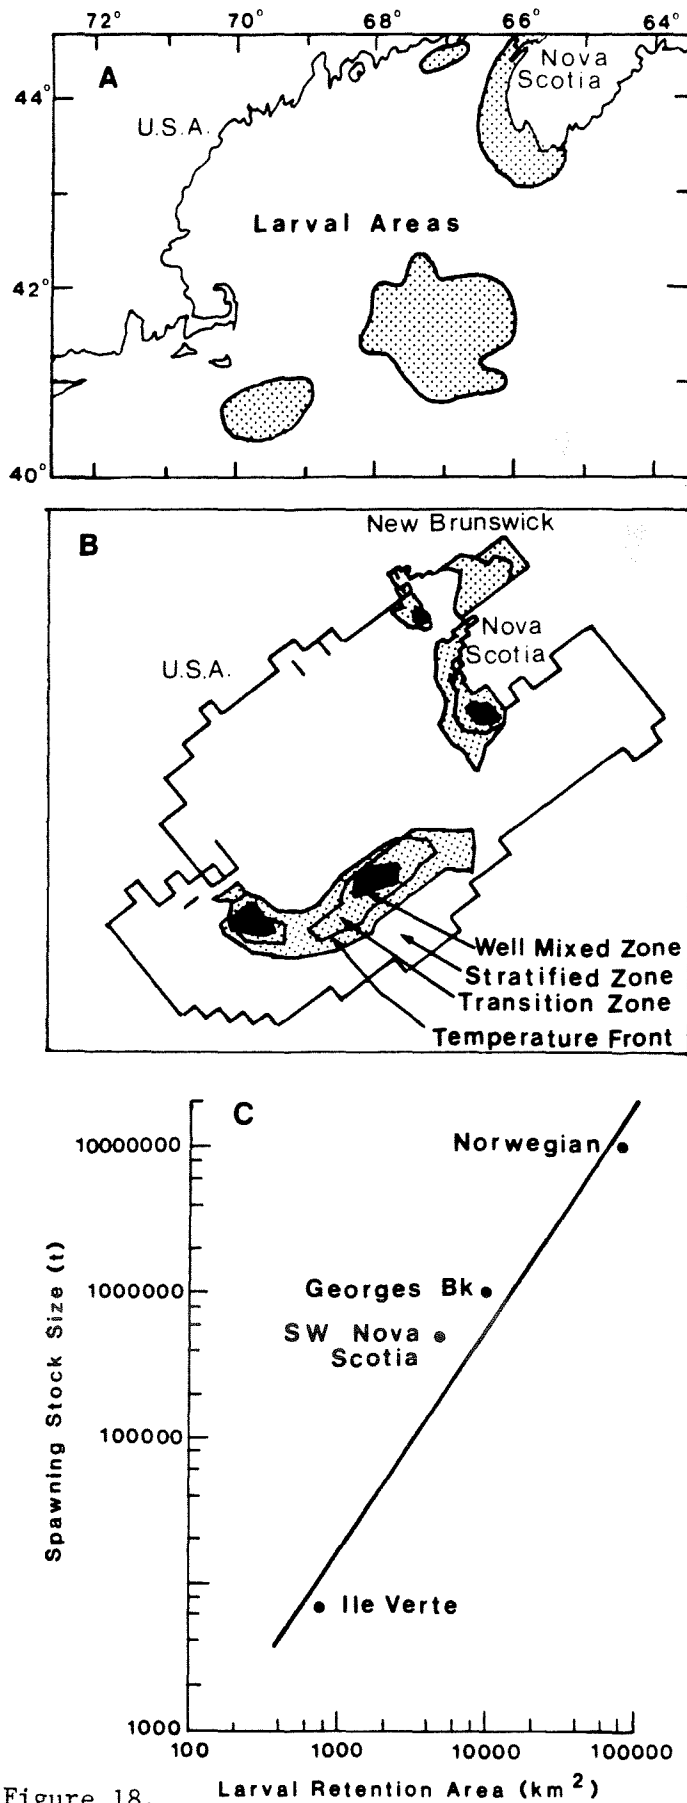 72° 70° 68° 66° 64°
A
Nova
Scotia
44°
U.S.A.
Larval Areas
42°
40°
B
New Brunswick
Nova
Scotia
U.S.A.
Well Mixed Zone
Stratified Zone
Transition Zone
Temperature Front
C
10000000
Norwegian
1000000
Georges Bk
SW Nova
Scotia
Spawning Stock Size (t)
100000
Ile Verte
1000
100 1000 10000 100000
Larval Retention Area (km²)
Figure 18.